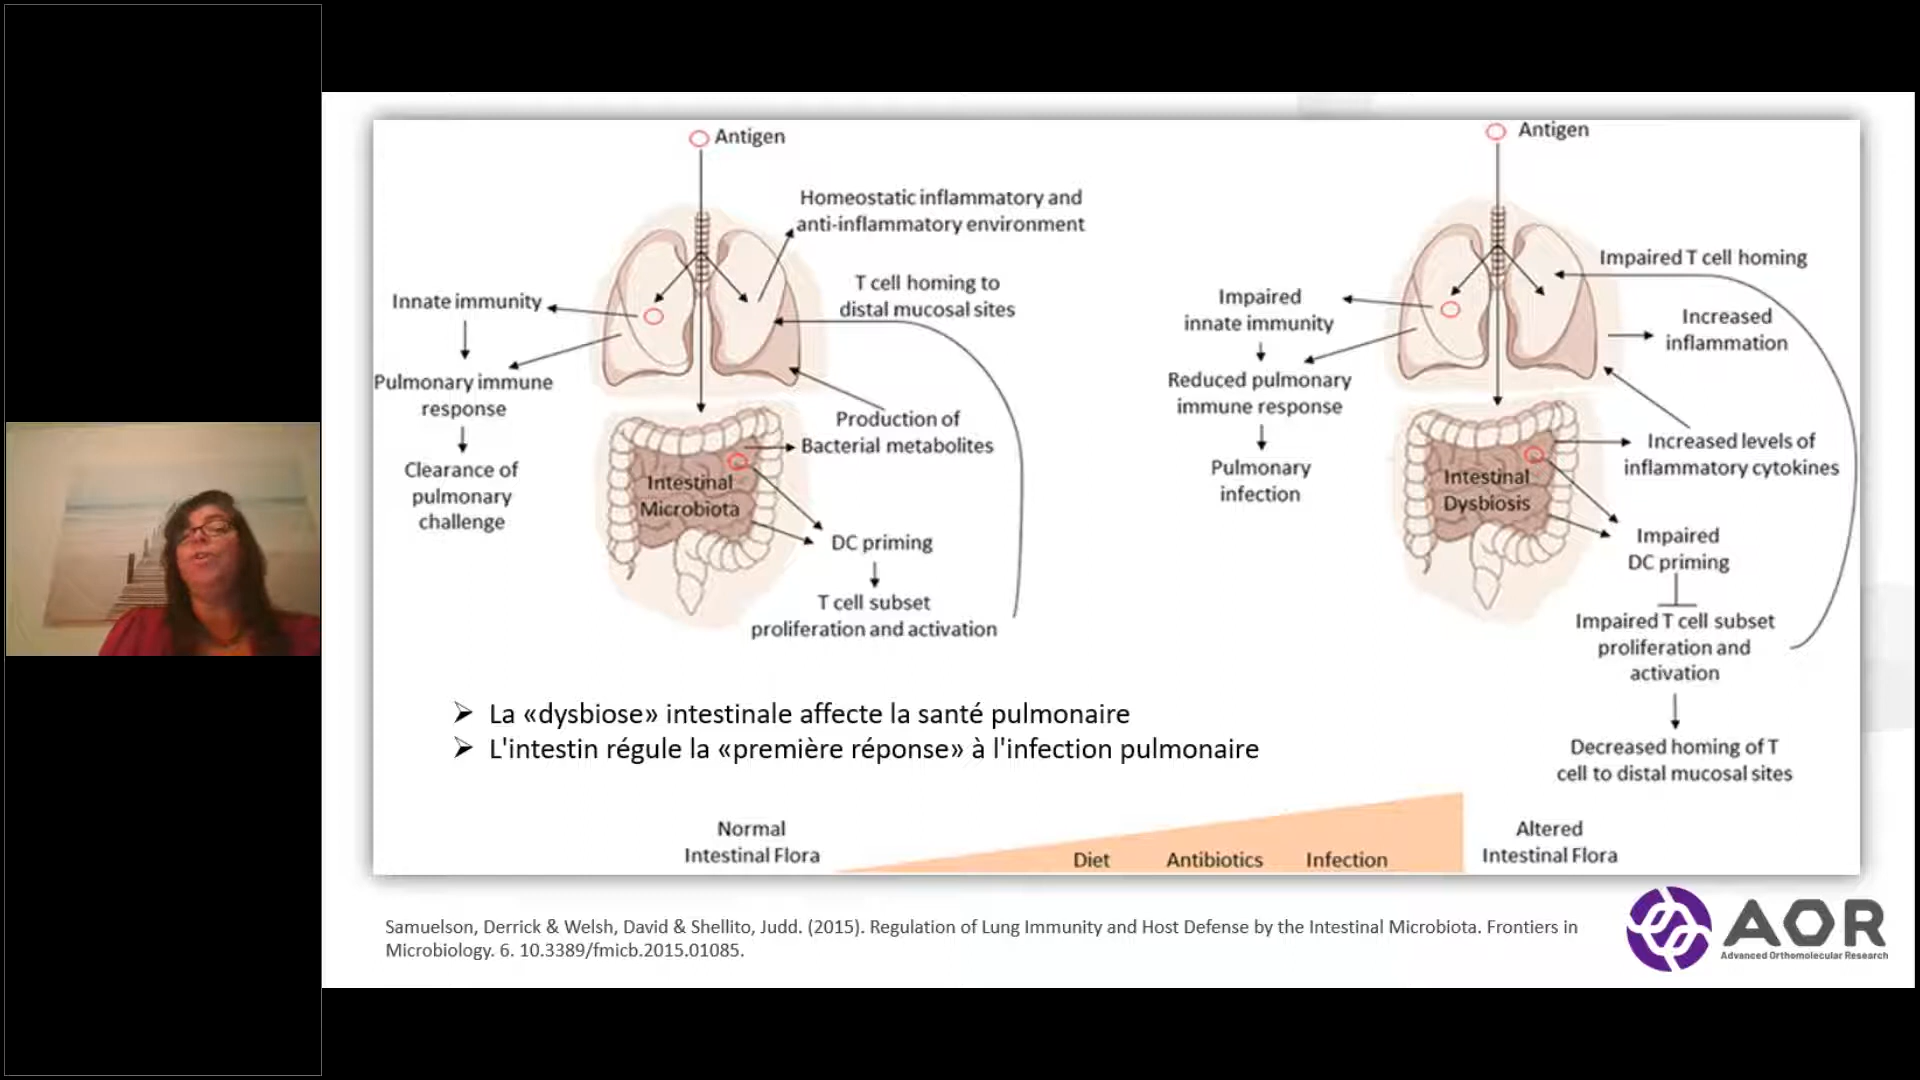 Antigen
Homeostatic inflammatory and
anti-inflammatory environment
T cell homing to
distal mucosal sites
Innate immunity
Pulmonary immune
response
Clearance of
pulmonary
challenge
Production of
Bacterial metabolites
Intestinal
Microbiota
DC priming
T cell subset
proliferation and activation
Antigen
Impaired T cell homing
Impaired
innate immunity
Increased
inflammation
Reduced pulmonary
immune response
Pulmonary
infection
Increased levels of
inflammatory cytokines
Intestinal
Dysbiosis
Impaired
DC priming
Impaired T cell subset
proliferation and
activation
Decreased homing of T
cell to distal mucosal sites
➢ La «dysbiose» intestinale affecte la santé pulmonaire
➢ L'intestin régule la «première réponse» à l'infection pulmonaire
Normal
Intestinal Flora
Diet Antibiotics Infection
Altered
Intestinal Flora
Samuelson, Derrick & Welsh, David & Shellito, Judd. (2015). Regulation of Lung Immunity and Host Defense by the Intestinal Microbiota. Frontiers in
Microbiology. 6. 10.3389/fmicb.2015.01085.
AOR
Advanced Orthomolecular Research